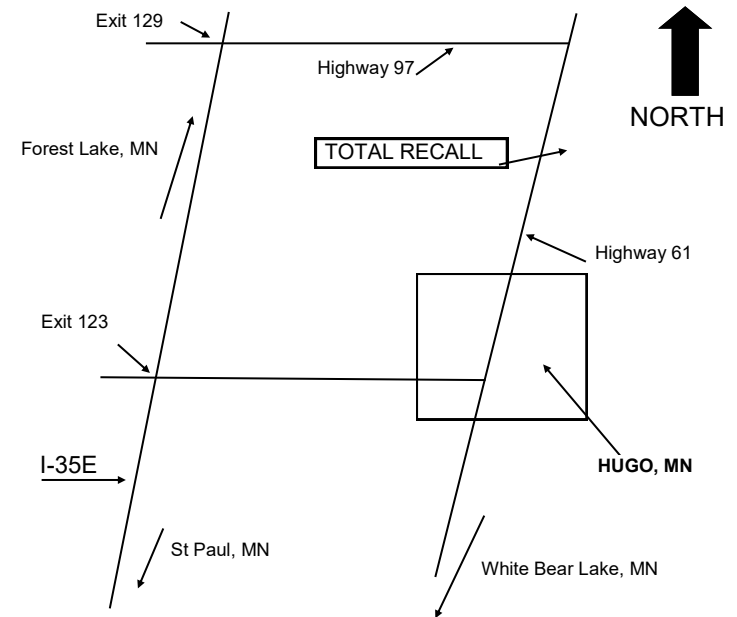 Exit 129
Highway 97
NORTH
Forest Lake, MN
TOTAL RECALL
Highway 61
Exit 123
I-35E
HUGO, MN
St Paul, MN
White Bear Lake, MN